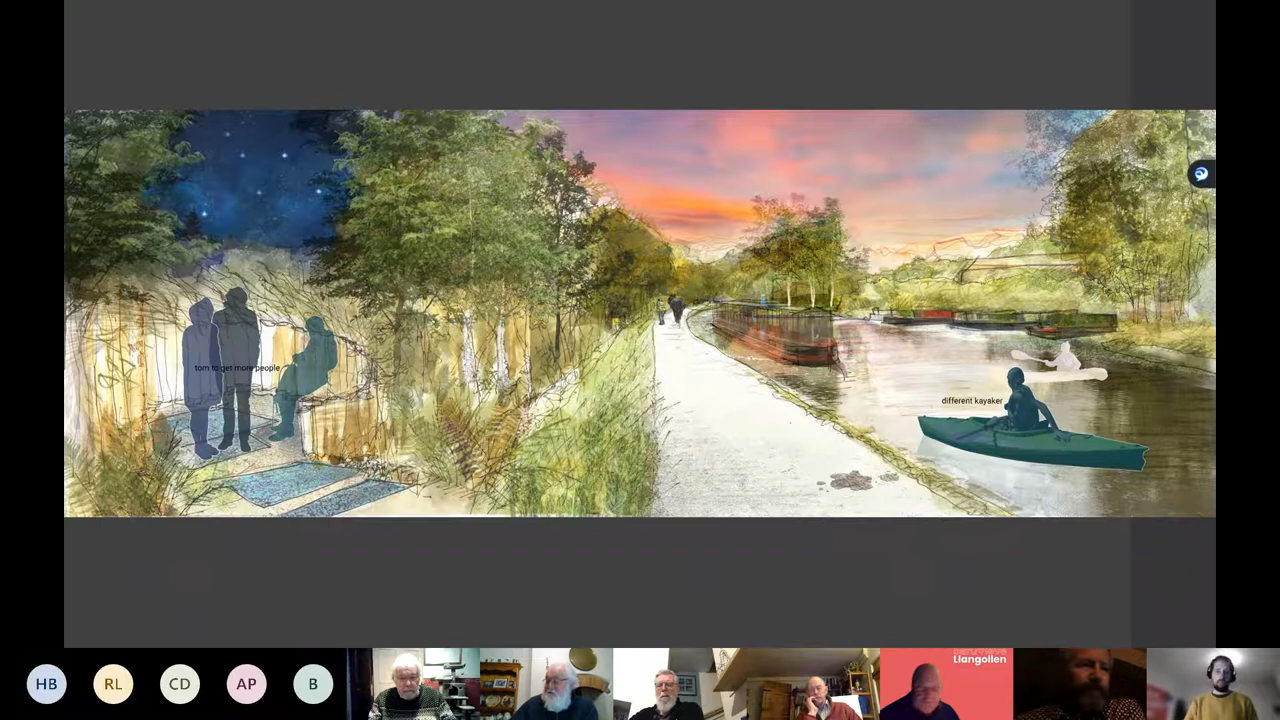 tom to get more people
different kayaker
HB
RL
CD
AP
B
Llangollen